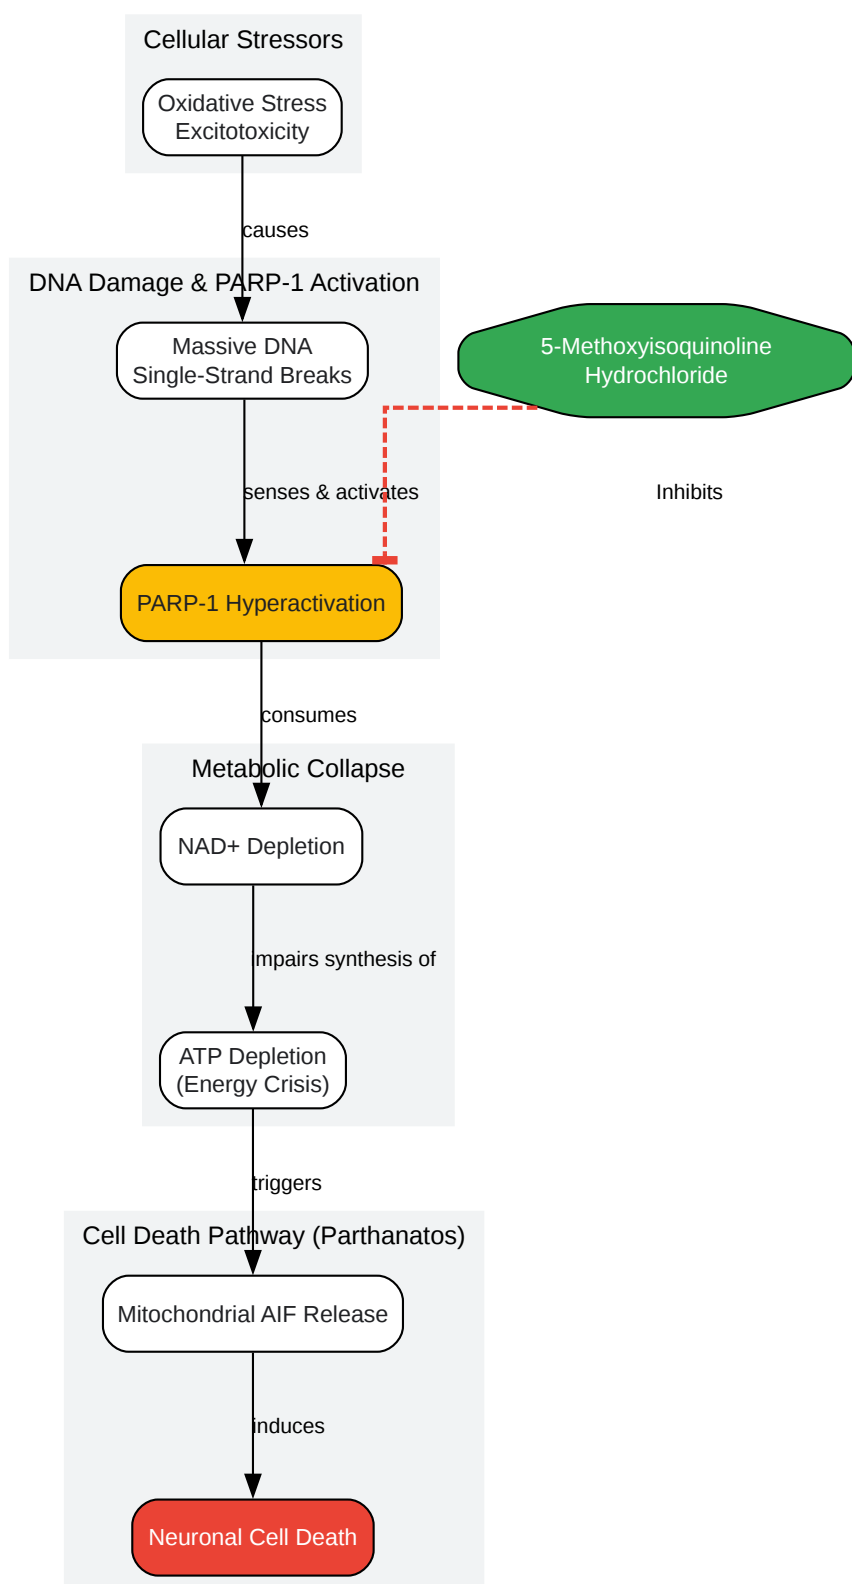 Cellular Stressors
Oxidative Stress
Excitotoxicity
causes
DNA Damage & PARP-1 Activation
Massive DNA
Single-Strand Breaks
5-Methoxyisoquinoline
Hydrochloride
senses & activates
Inhibits
PARP-1 Hyperactivation
consumes
Metabolic Collapse
NAD+ Depletion
impairs synthesis of
ATP Depletion
(Energy Crisis)
triggers
Cell Death Pathway (Parthanatos)
Mitochondrial AIF Release
induces
Neuronal Cell Death